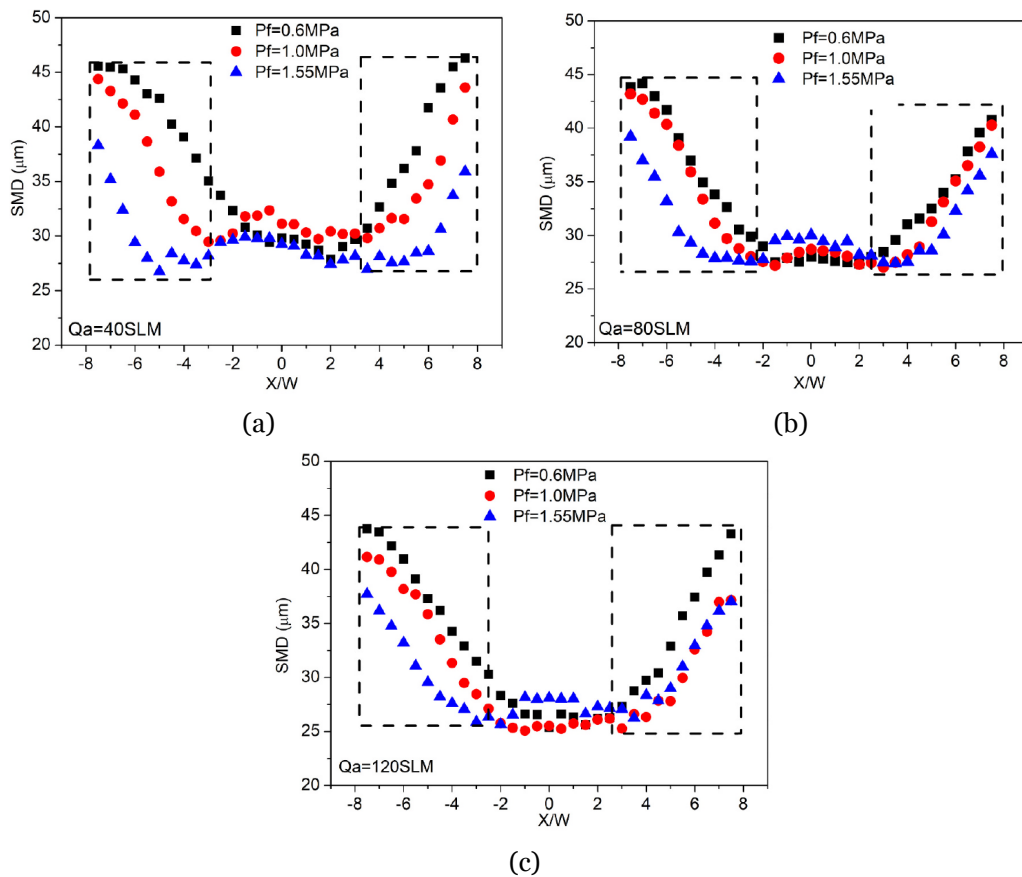 50
45
40
35
30
25
20
SMD (μm)
Pf=0.6MPa
Pf=1.0MPa
Pf=1.55MPa
Qa=40SLM
-8 -6 -4 -2 0 2 4 6 8
X/W
(a)
50
45
40
35
30
25
20
SMD (μm)
Pf=0.6MPa
Pf=1.0MPa
Pf=1.55MPa
Qa=80SLM
-8 -6 -4 -2 0 2 4 6 8
X/W
(b)
50
45
40
35
30
25
20
SMD (μm)
Pf=0.6MPa
Pf=1.0MPa
Pf=1.55MPa
Qa=120SLM
-8 -6 -4 -2 0 2 4 6 8
X/W
(c)